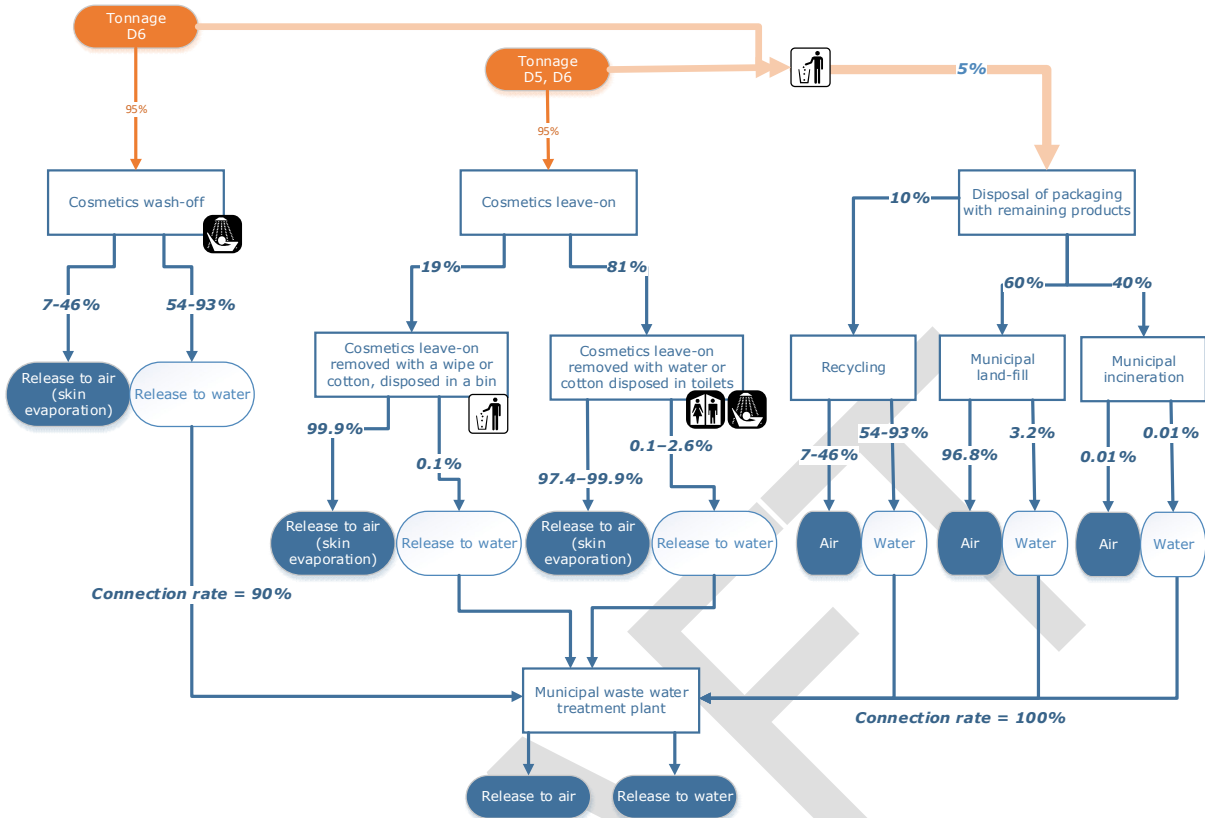 Tonnage
D6
Tonnage
D5, D6
5%
95%
95%
Cosmetics wash-off
Cosmetics leave-on
Disposal of packaging
with remaining products
10%
19%
81%
60%
40%
7-46%
54-93%
Cosmetics leave-on
removed with a wipe or
cotton, disposed in a bin
Cosmetics leave-on
removed with water or
cotton disposed in toilets
Recycling
Municipal
land-fill
Municipal
incineration
Release to air
(skin
evaporation)
Release to water
99.9%
0.1%
97.4–99.9%
0.1–2.6%
7-46%
54-93%
96.8%
3.2%
0.01%
0.01%
Release to air
(skin
evaporation)
Release to water
Release to air
(skin
evaporation)
Release to water
Air
Water
Air
Water
Air
Water
Connection rate = 90%
Municipal waste water
treatment plant
Connection rate = 100%
Release to air
Release to water